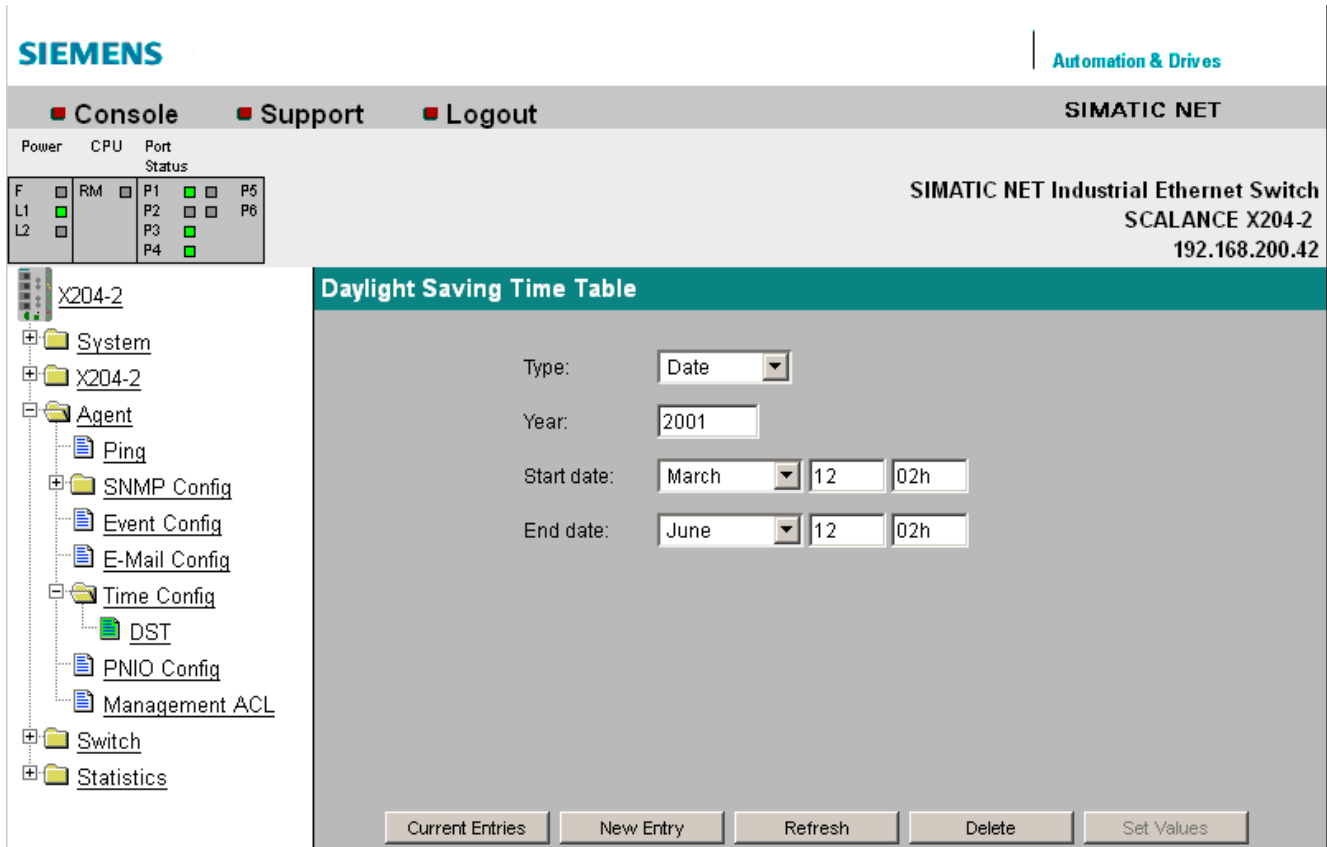 SIEMENS
Automation & Drives
Console Support Logout
SIMATIC NET
Power CPU Port Status
F RM P1 P5
L1 P2 P6
L2 P3
P4
SIMATIC NET Industrial Ethernet Switch
SCALANCE X204-2
192.168.200.42
X204-2
System
X204-2
Agent
Ping
SNMP Config
Event Config
E-Mail Config
Time Config
DST
PNIO Config
Management ACL
Switch
Statistics
Daylight Saving Time Table
Type: Date
Year: 2001
Start date: March 12 02h
End date: June 12 02h
Current Entries New Entry Refresh Delete Set Values